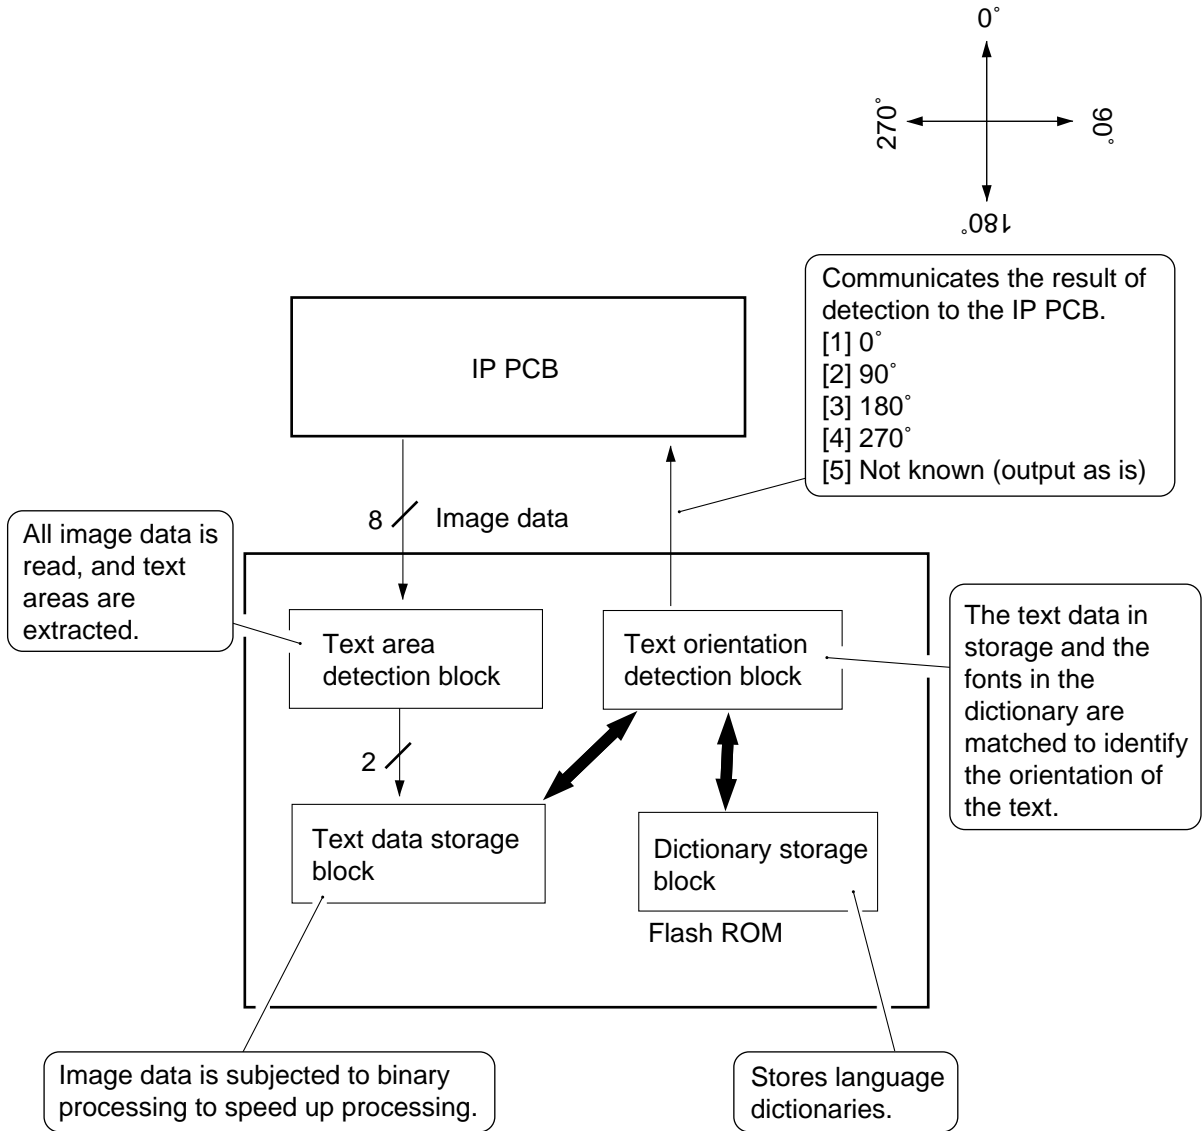 0˚
270˚
90˚
180˚
Communicates the result of
detection to the IP PCB.
[1] 0˚
[2] 90˚
[3] 180˚
[4] 270˚
[5] Not known (output as is)
IP PCB
8
Image data
All image data is
read, and text
areas are
extracted.
Text area
detection block
Text orientation
detection block
The text data in
storage and the
fonts in the
dictionary are
matched to identify
the orientation of
the text.
2
Text data storage
block
Dictionary storage
block
Flash ROM
Image data is subjected to binary
processing to speed up processing.
Stores language
dictionaries.